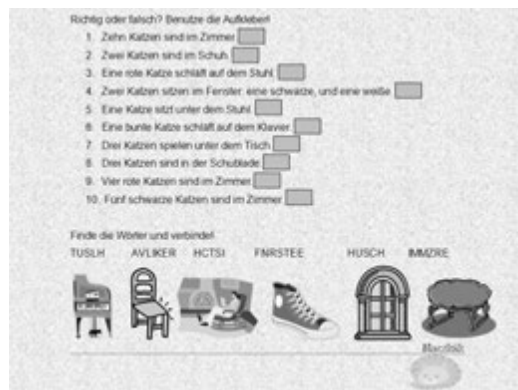 Richtig oder falsch? Benutze die Aufkleber!
1. Zehn Katzen sind im Zimmer.
2. Zwei Katzen sind im Schuh.
3. Eine rote Katze schläft auf dem Stuhl.
4. Zwei Katzen sitzen im Fenster: eine schwarze, und eine weiße.
5. Eine Katze sitzt unter dem Stuhl.
6. Eine bunte Katze schläft auf dem Klavier.
7. Drei Katzen spielen unter dem Tisch.
8. Drei Katzen sind in der Schublade.
9. Vier rote Katzen sind im Zimmer.
10. Fünf schwarze Katzen sind im Zimmer.
Finde die Wörter und verbinde!
TUSLH AVLIKER HCTSI FNRSTEE HUSCH IMMZRE